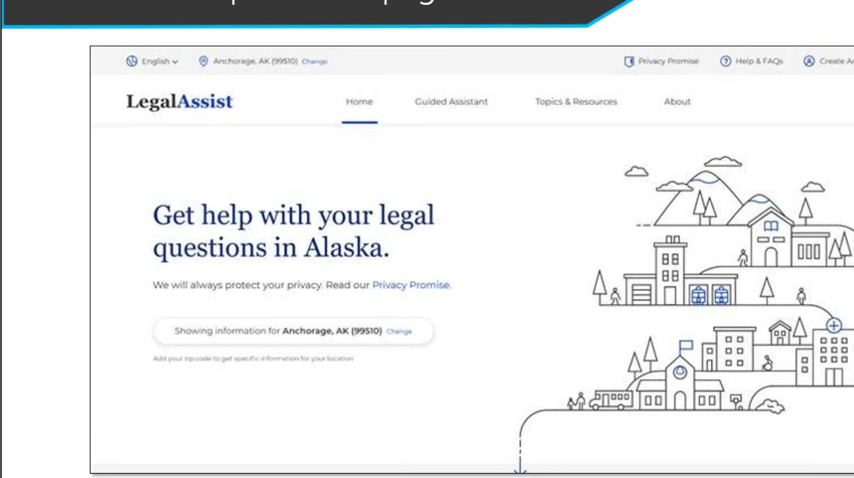 English
Anchorage, AK (99510) Change
Privacy Promise
Help & FAQs
Create
LegalAssist
Home
Guided Assistant
Topics & Resources
About
Get help with your legal
questions in Alaska.
We will always protect your privacy. Read our Privacy Promise.
Showing information for Anchorage, AK (99510) Change
Add your zip code to get specific information for your location